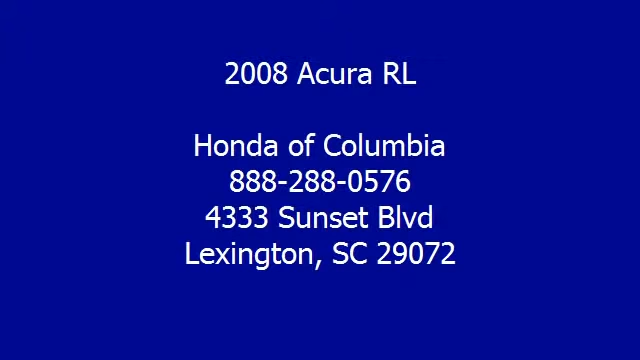 2008 Acura RL
Honda of Columbia
888-288-0576
4333 Sunset Blvd
Lexington, SC 29072